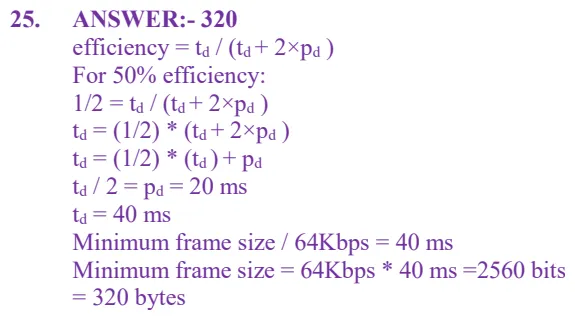 25. ANSWER:- 320
efficiency = td / (td + 2×pd )
For 50% efficiency:
1/2 = td / (td + 2×pd )
td = (1/2) * (td + 2×pd )
td = (1/2) * (td ) + pd
td / 2 = pd = 20 ms
td = 40 ms
Minimum frame size / 64Kbps = 40 ms
Minimum frame size = 64Kbps * 40 ms =2560 bits
= 320 bytes